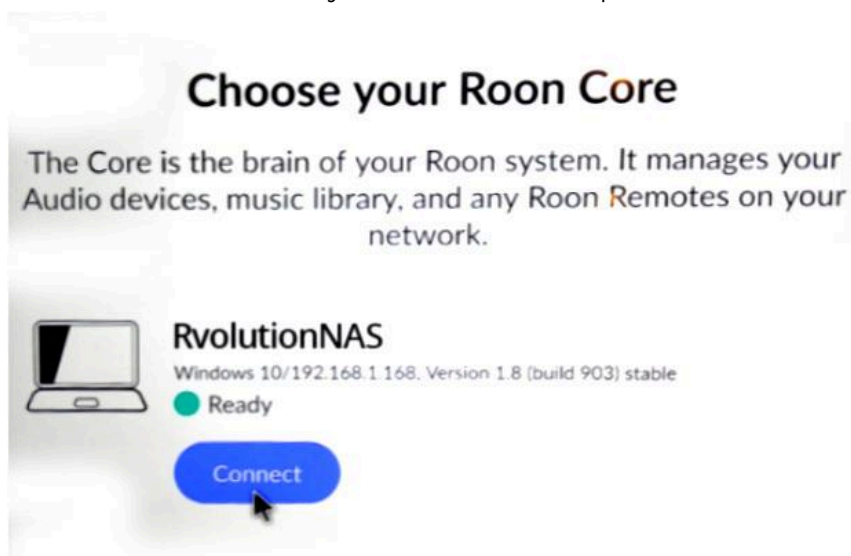 Choose your Roon Core
The Core is the brain of your Roon system. It manages your
Audio devices, music library, and any Roon Remotes on your
network.
RvolutionNAS
Windows 10/192.168.1.168, Version 1.8 (build 903) stable
Ready
Connect